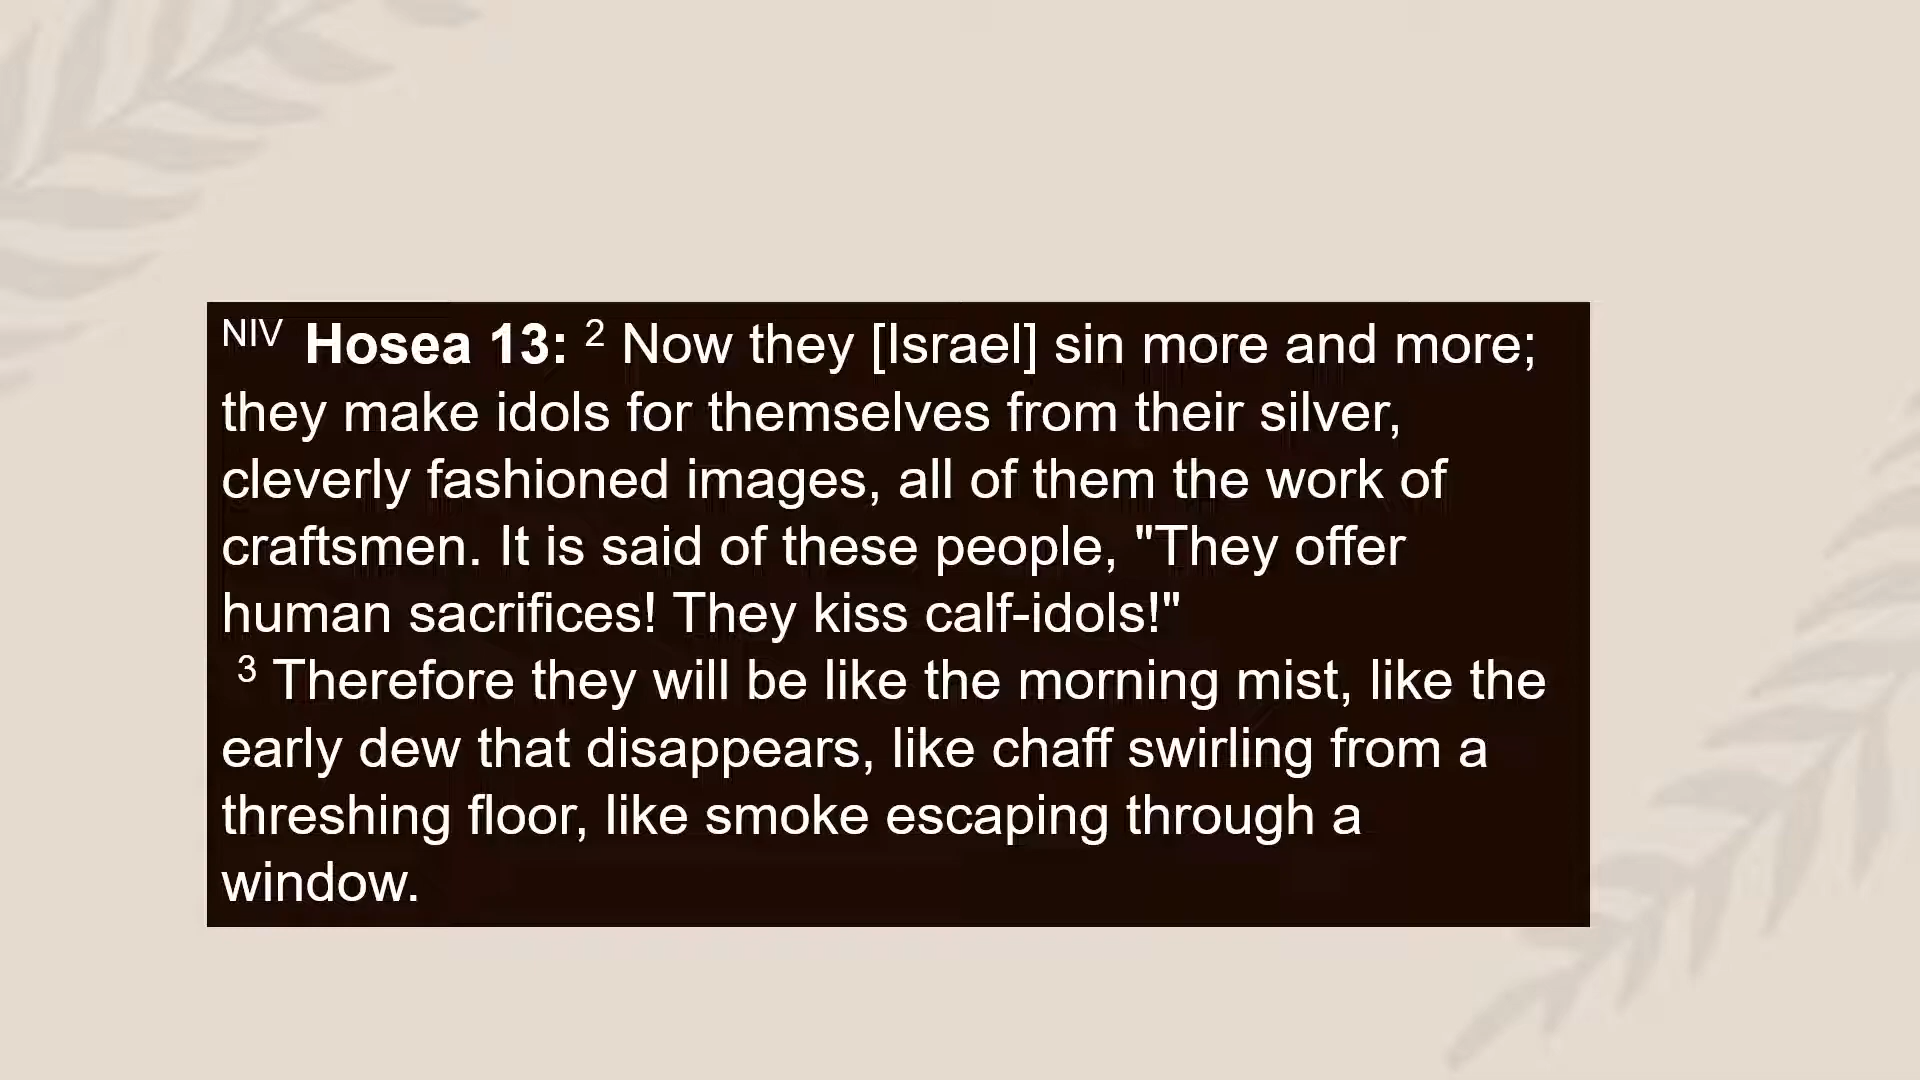 NIV Hosea 13: 2 Now they [Israel] sin more and more;
they make idols for themselves from their silver,
cleverly fashioned images, all of them the work of
craftsmen. It is said of these people, "They offer
human sacrifices! They kiss calf-idols!"
3 Therefore they will be like the morning mist, like the
early dew that disappears, like chaff swirling from a
threshing floor, like smoke escaping through a
window.